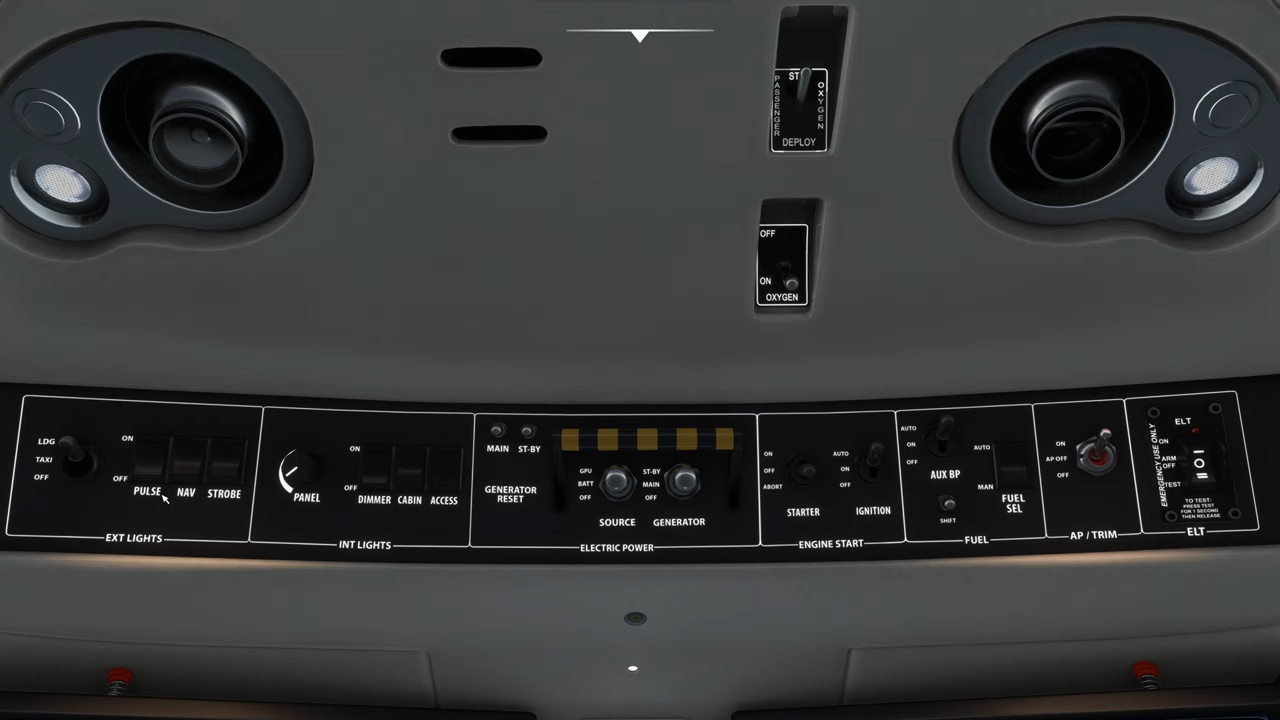 ST
PASSENGER
OXYGEN
DEPLOY
OFF
ON
OXYGEN
LDG
TAXI
OFF
ON
OFF
PULSE
NAV
STROBE
EXT LIGHTS
PANEL
ON
OFF
DIMMER
CABIN
ACCESS
INT LIGHTS
MAIN
ST-BY
GENERATOR
RESET
GPU
BATT
OFF
SOURCE
ST-BY
MAIN
OFF
GENERATOR
ELECTRIC POWER
ON
OFF
ABORT
STARTER
AUTO
ON
OFF
IGNITION
ENGINE START
AUTO
ON
OFF
AUX BP
SHIFT
AUTO
MAN
FUEL
SEL
FUEL
ON
AP OFF
OFF
AP / TRIM
EMERGENCY USE ONLY
ELT
ON
ARM
OFF
TEST
TO TEST:
PRESS TEST
FOR 1 SECOND
THEN RELEASE
ELT